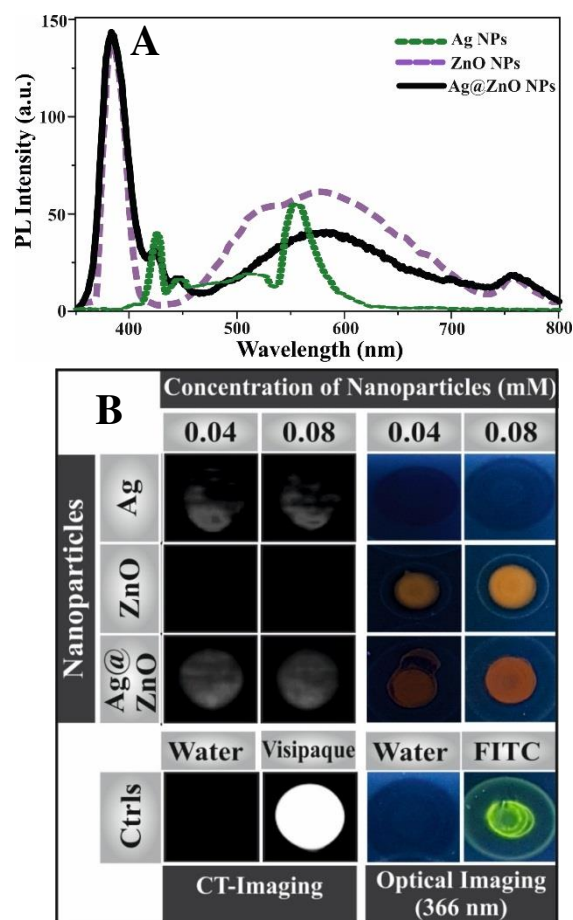 A
150
100
50
0
PL Intensity (a.u.)
Ag NPs
ZnO NPs
Ag@ZnO NPs
400 500 600 700 800
Wavelength (nm)
B
Concentration of Nanoparticles (mM)
0.04 0.08 0.04 0.08
Nanoparticles
Ag
ZnO
Ag@
ZnO
Water Visipaque Water FITC
Ctrls
CT-Imaging Optical Imaging
(366 nm)